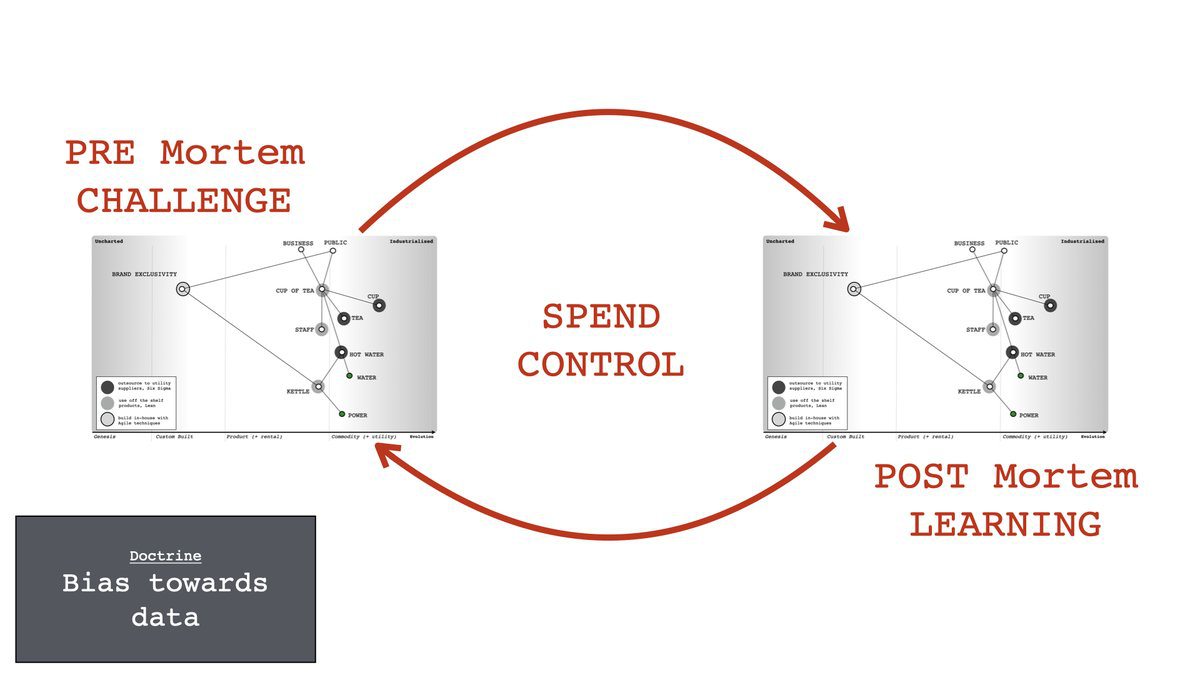 PRE Mortem
CHALLENGE
Uncharted
BUSINESS
PUBLIC
Industrialised
BRAND EXCLUSIVITY
CUP OF TEA
CUP
TEA
STAFF
HOT WATER
WATER
KETTLE
POWER
outsource to utility
suppliers, Six Sigma
use off the shelf
products, Lean
build in-house with
Agile techniques
Genesis
Custom Built
Product (+ rental)
Commodity (+ utility)
Evolution
SPEND
CONTROL
Uncharted
BUSINESS
PUBLIC
Industrialised
BRAND EXCLUSIVITY
CUP OF TEA
CUP
TEA
STAFF
HOT WATER
WATER
KETTLE
POWER
outsource to utility
suppliers, Six Sigma
use off the shelf
products, Lean
build in-house with
Agile techniques
Genesis
Custom Built
Product (+ rental)
Commodity (+ utility)
Evolution
POST Mortem
LEARNING
Doctrine
Bias towards
data